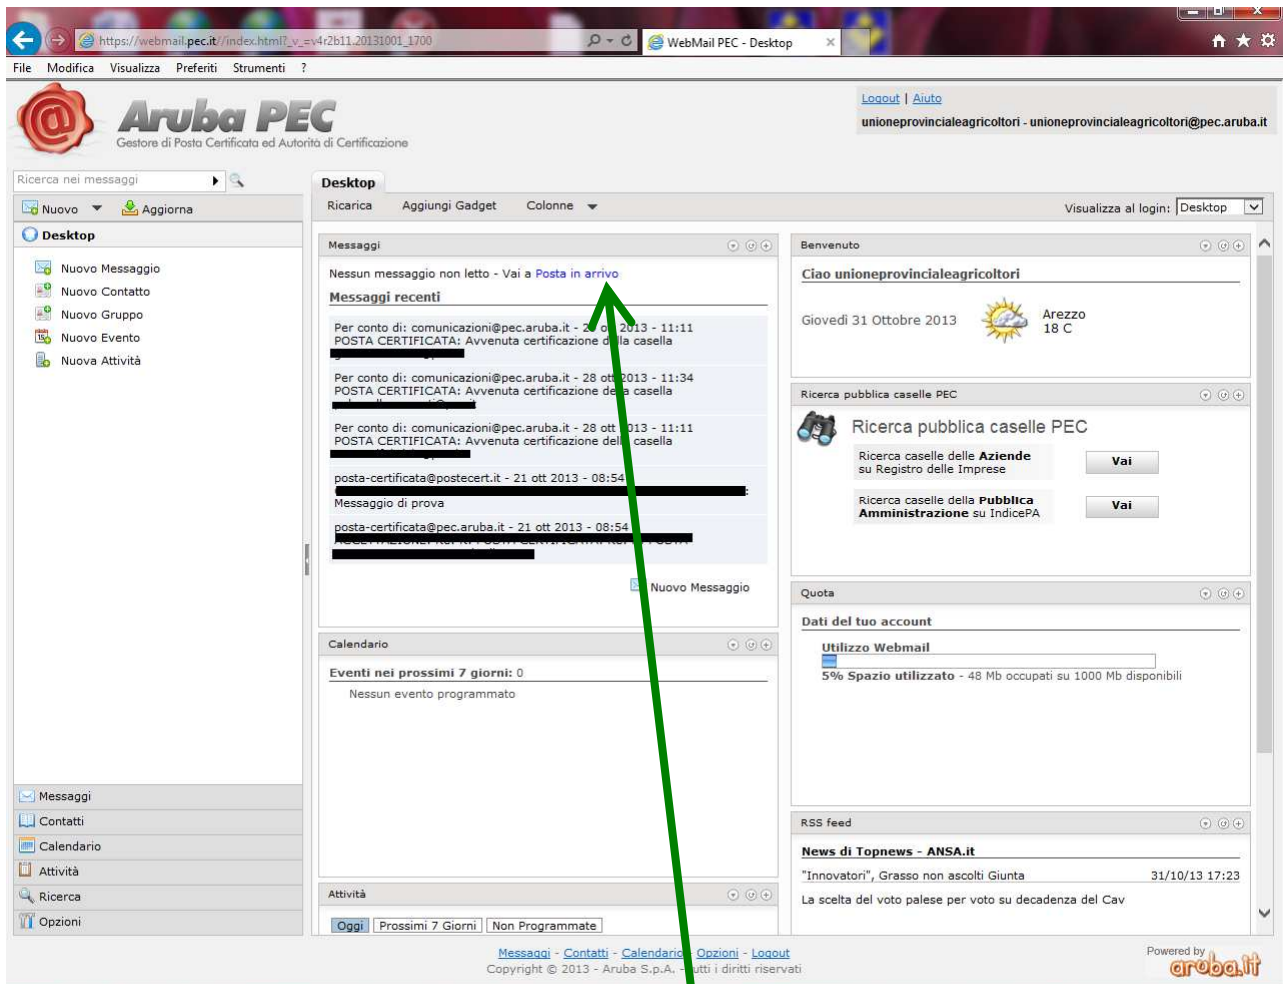 https://webmail.pec.it//index.html?_v_=v4r2b11.20131001_1700
WebMail PEC - Desktop
File Modifica Visualizza Preferiti Strumenti ?
Aruba PEC
Gestore di Posta Certificata ed Autorità di Certificazione
Logout | Aiuto
unioneprovincialeagricoltori - unioneprovincialeagricoltori@pec.aruba.it
Ricerca nei messaggi
Nuovo Aggiorna
Desktop
Nuovo Messaggio
Nuovo Contatto
Nuovo Gruppo
Nuovo Evento
Nuova Attività
Messaggi
Contatti
Calendario
Attività
Ricerca
Opzioni
Desktop
Ricarica Aggiungi Gadget Colonne
Visualizza al login: Desktop
Messaggi
Nessun messaggio non letto - Vai a Posta in arrivo
Messaggi recenti
Per conto di: comunicazioni@pec.aruba.it - 2 ott 2013 - 11:11
POSTA CERTIFICATA: Avvenuta certificazione della casella
Per conto di: comunicazioni@pec.aruba.it - 28 ott 2013 - 11:34
POSTA CERTIFICATA: Avvenuta certificazione della casella
Per conto di: comunicazioni@pec.aruba.it - 28 ott 2013 - 11:11
POSTA CERTIFICATA: Avvenuta certificazione della casella
posta-certificata@postecert.it - 21 ott 2013 - 08:54
Messaggio di prova
posta-certificata@pec.aruba.it - 21 ott 2013 - 08:54
Nuovo Messaggio
Calendario
Eventi nei prossimi 7 giorni: 0
Nessun evento programmato
Attività
Oggi Prossimi 7 Giorni Non Programmate
Benvenuto
Ciao unioneprovincialeagricoltori
Giovedì 31 Ottobre 2013
Arezzo
18 C
Ricerca pubblica caselle PEC
Ricerca pubblica caselle PEC
Ricerca caselle delle Aziende
su Registro delle Imprese
Vai
Ricerca caselle della Pubblica
Amministrazione su IndicePA
Vai
Quota
Dati del tuo account
Utilizzo Webmail
5% Spazio utilizzato - 48 Mb occupati su 1000 Mb disponibili
RSS feed
News di Topnews - ANSA.it
"Innovatori", Grasso non ascolti Giunta 31/10/13 17:23
La scelta del voto palese per voto su decadenza del Cav
Messaggi - Contatti - Calendario - Opzioni - Logout
Copyright © 2013 - Aruba S.p.A. - tutti i diritti riservati
Powered by
aruba.it